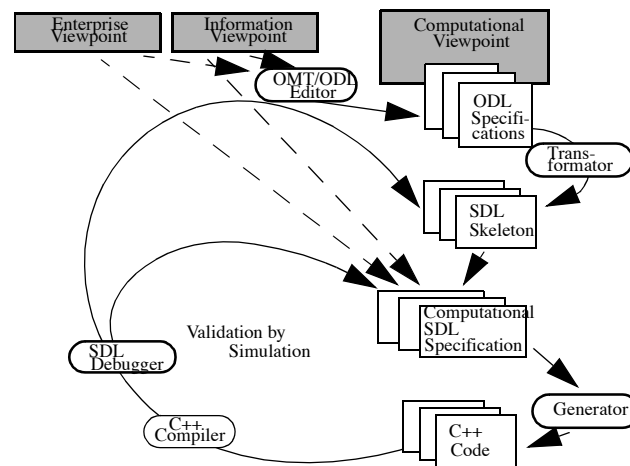 Enterprise
Viewpoint
Information
Viewpoint
Computational
Viewpoint
OMT/ODL
Editor
ODL
Specifi-
cations
Trans-
formator
SDL
Skeleton
Computational
SDL
Specification
Validation by
Simulation
SDL
Debugger
Generator
C++
Compiler
C++
Code